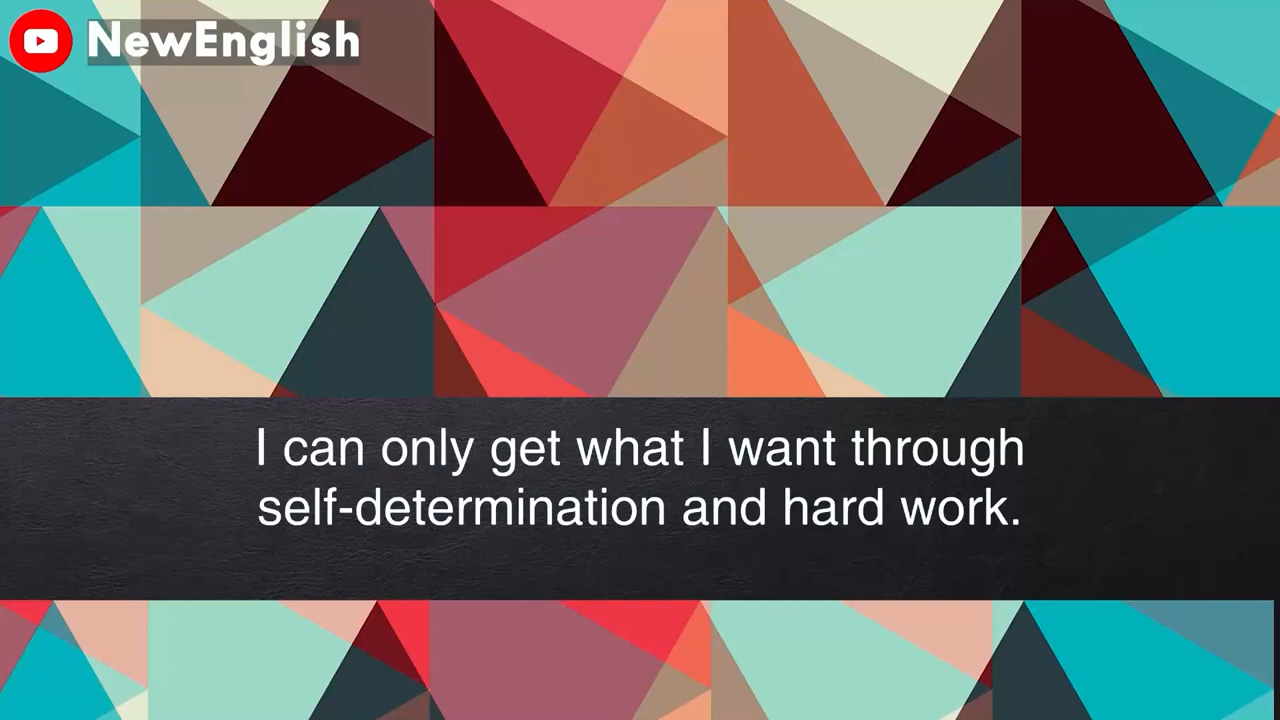 NewEnglish
I can only get what I want through
self-determination and hard work.